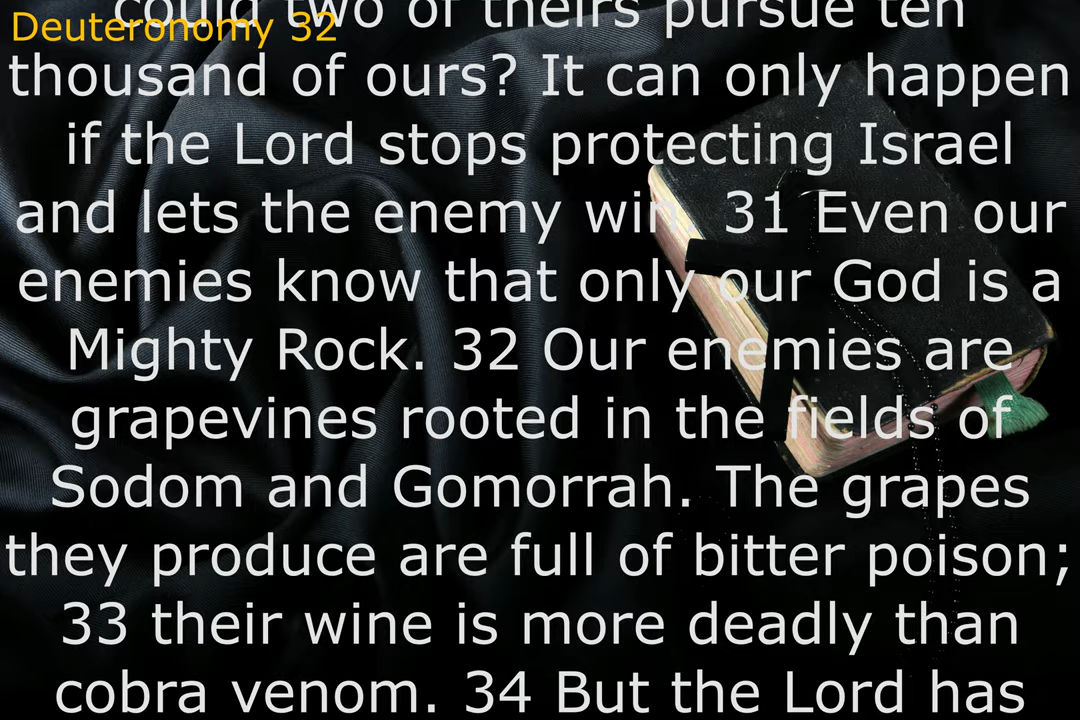 Deuteronomy 32
could two of theirs pursue ten
thousand of ours? It can only happen
if the Lord stops protecting Israel
and lets the enemy win. 31 Even our
enemies know that only our God is a
Mighty Rock. 32 Our enemies are
grapevines rooted in the fields of
Sodom and Gomorrah. The grapes
they produce are full of bitter poison;
33 their wine is more deadly than
cobra venom. 34 But the Lord has